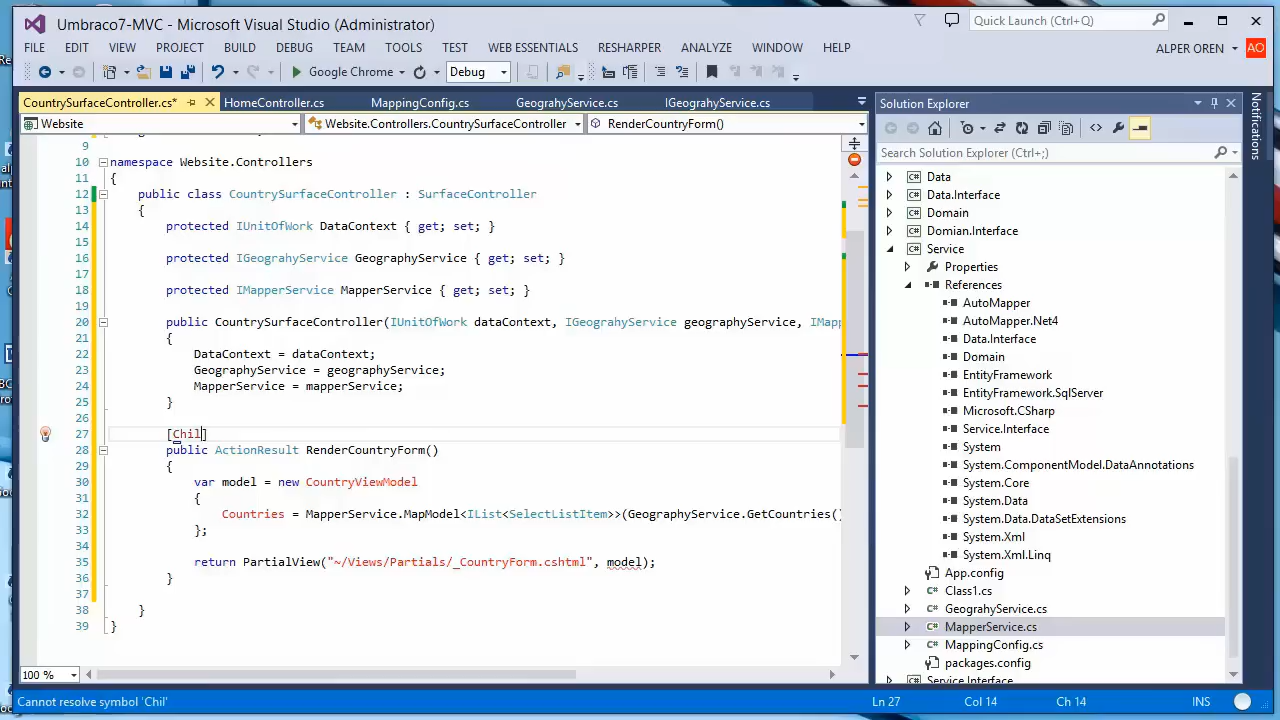 Umbraco7-MVC - Microsoft Visual Studio (Administrator)
Quick Launch (Ctrl+Q)
FILE EDIT VIEW PROJECT BUILD DEBUG TEAM TOOLS TEST WEB ESSENTIALS RESHARPER ANALYZE WINDOW HELP
ALPER OREN AO
Google Chrome Debug
CountrySurfaceController.cs* HomeController.cs MappingConfig.cs GeograhyService.cs IGeograhyService.cs
Website Website.Controllers.CountrySurfaceController RenderCountryForm()
9
10 namespace Website.Controllers
11 {
12 public class CountrySurfaceController : SurfaceController
13 {
14 protected IUnitOfWork DataContext { get; set; }
15
16 protected IGeograhyService GeographyService { get; set; }
17
18 protected IMapperService MapperService { get; set; }
19
20 public CountrySurfaceController(IUnitOfWork dataContext, IGeograhyService geographyService, IMap
21 {
22 DataContext = dataContext;
23 GeographyService = geographyService;
24 MapperService = mapperService;
25 }
26
27 [Chil]
28 public ActionResult RenderCountryForm()
29 {
30 var model = new CountryViewModel
31 {
32 Countries = MapperService.MapModel<IList<SelectListItem>>(GeographyService.GetCountries()
33 };
34
35 return PartialView("~/Views/Partials/_CountryForm.cshtml", model);
36 }
37
38 }
39 }
100 %
Solution Explorer
Search Solution Explorer (Ctrl+;)
Data
Data.Interface
Domain
Domian.Interface
Service
Properties
References
AutoMapper
AutoMapper.Net4
Data.Interface
Domain
EntityFramework
EntityFramework.SqlServer
Microsoft.CSharp
Service.Interface
System
System.ComponentModel.DataAnnotations
System.Core
System.Data
System.Data.DataSetExtensions
System.Xml
System.Xml.Linq
App.config
Class1.cs
GeograhyService.cs
MapperService.cs
MappingConfig.cs
packages.config
Service.Interface
Notifications
Cannot resolve symbol 'Chil' Ln 27 Col 14 Ch 14 INS